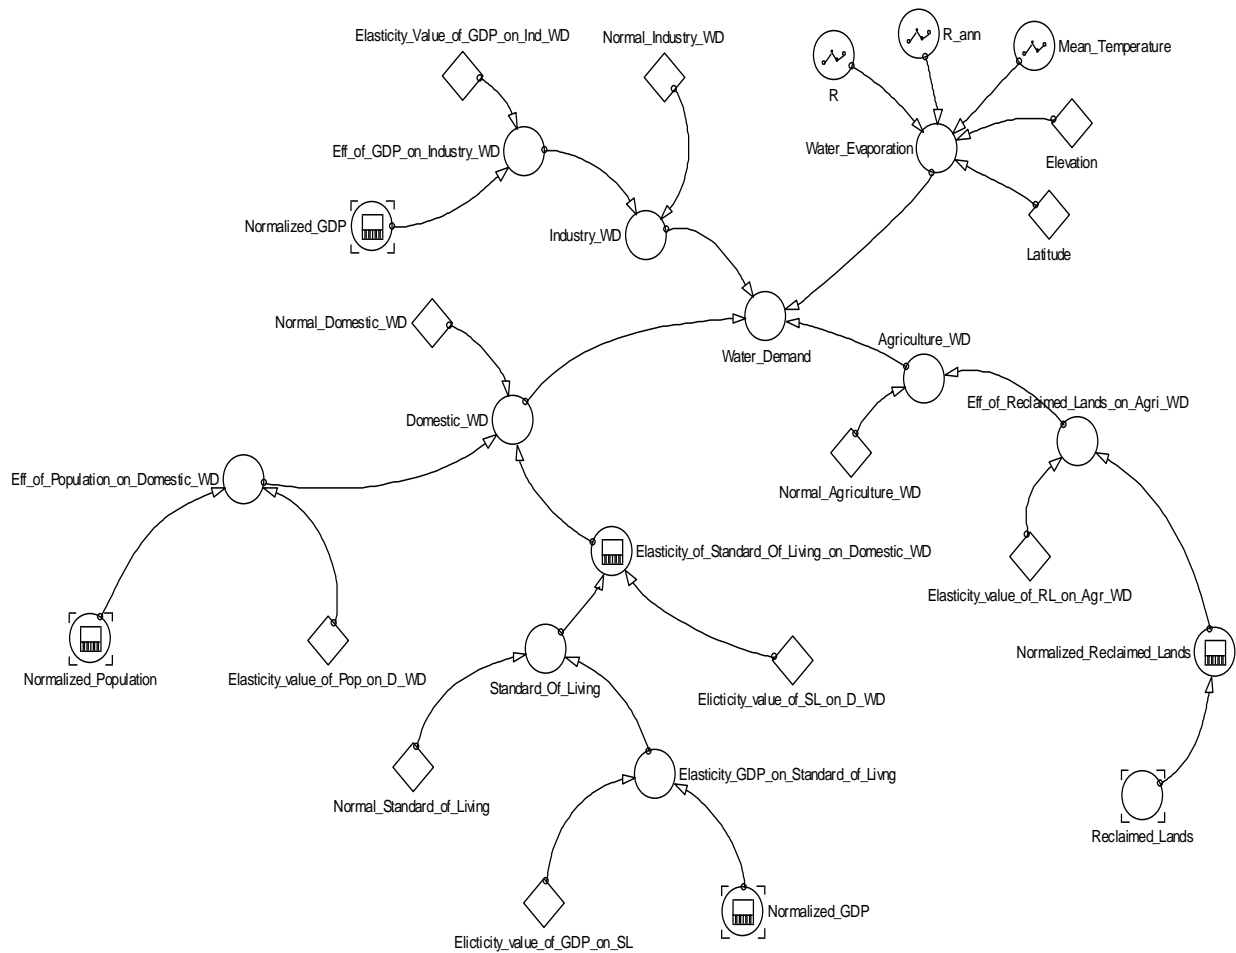 Elasticity_Value_of_GDP_on_Ind_WD
Normal_Industry_WD
R_ann
Mean_Temperature
R
Eff_of_GDP_on_Industry_WD
Water_Evaporation
Elevation
Normalized_GDP
Industry_WD
Latitude
Normal_Domestic_WD
Water_Demand
Agriculture_WD
Eff_of_Reclaimed_Lands_on_Agri_WD
Domestic_WD
Eff_of_Population_on_Domestic_WD
Normal_Agriculture_WD
Elasticity_of_Standard_Of_Living_on_Domestic_WD
Elasticity_value_of_RL_on_Agr_WD
Normalized_Reclaimed_Lands
Normalized_Population
Elasticity_value_of_Pop_on_D_WD
Standard_Of_Living
Elicticity_value_of_SL_on_D_WD
Elasticity_GDP_on_Standard_of_Livng
Normal_Standard_of_Living
Reclaimed_Lands
Normalized_GDP
Elicticity_value_of_GDP_on_SL